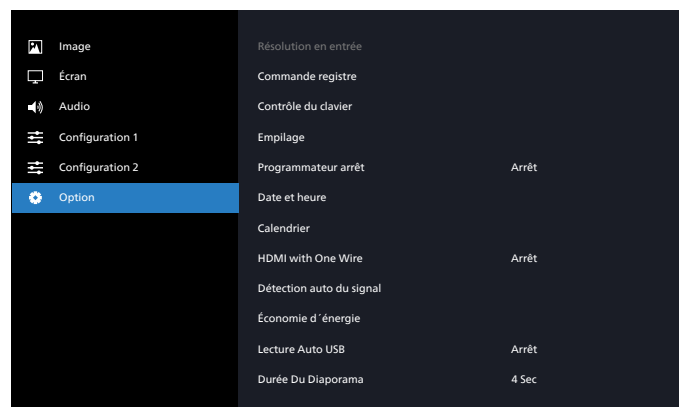 Image
Écran
Audio
Configuration 1
Configuration 2
Option
Résolution en entrée
Commande registre
Contrôle du clavier
Empilage
Programmateur arrêt Arrêt
Date et heure
Calendrier
HDMI with One Wire Arrêt
Détection auto du signal
Économie d´énergie
Lecture Auto USB Arrêt
Durée Du Diaporama 4 Sec